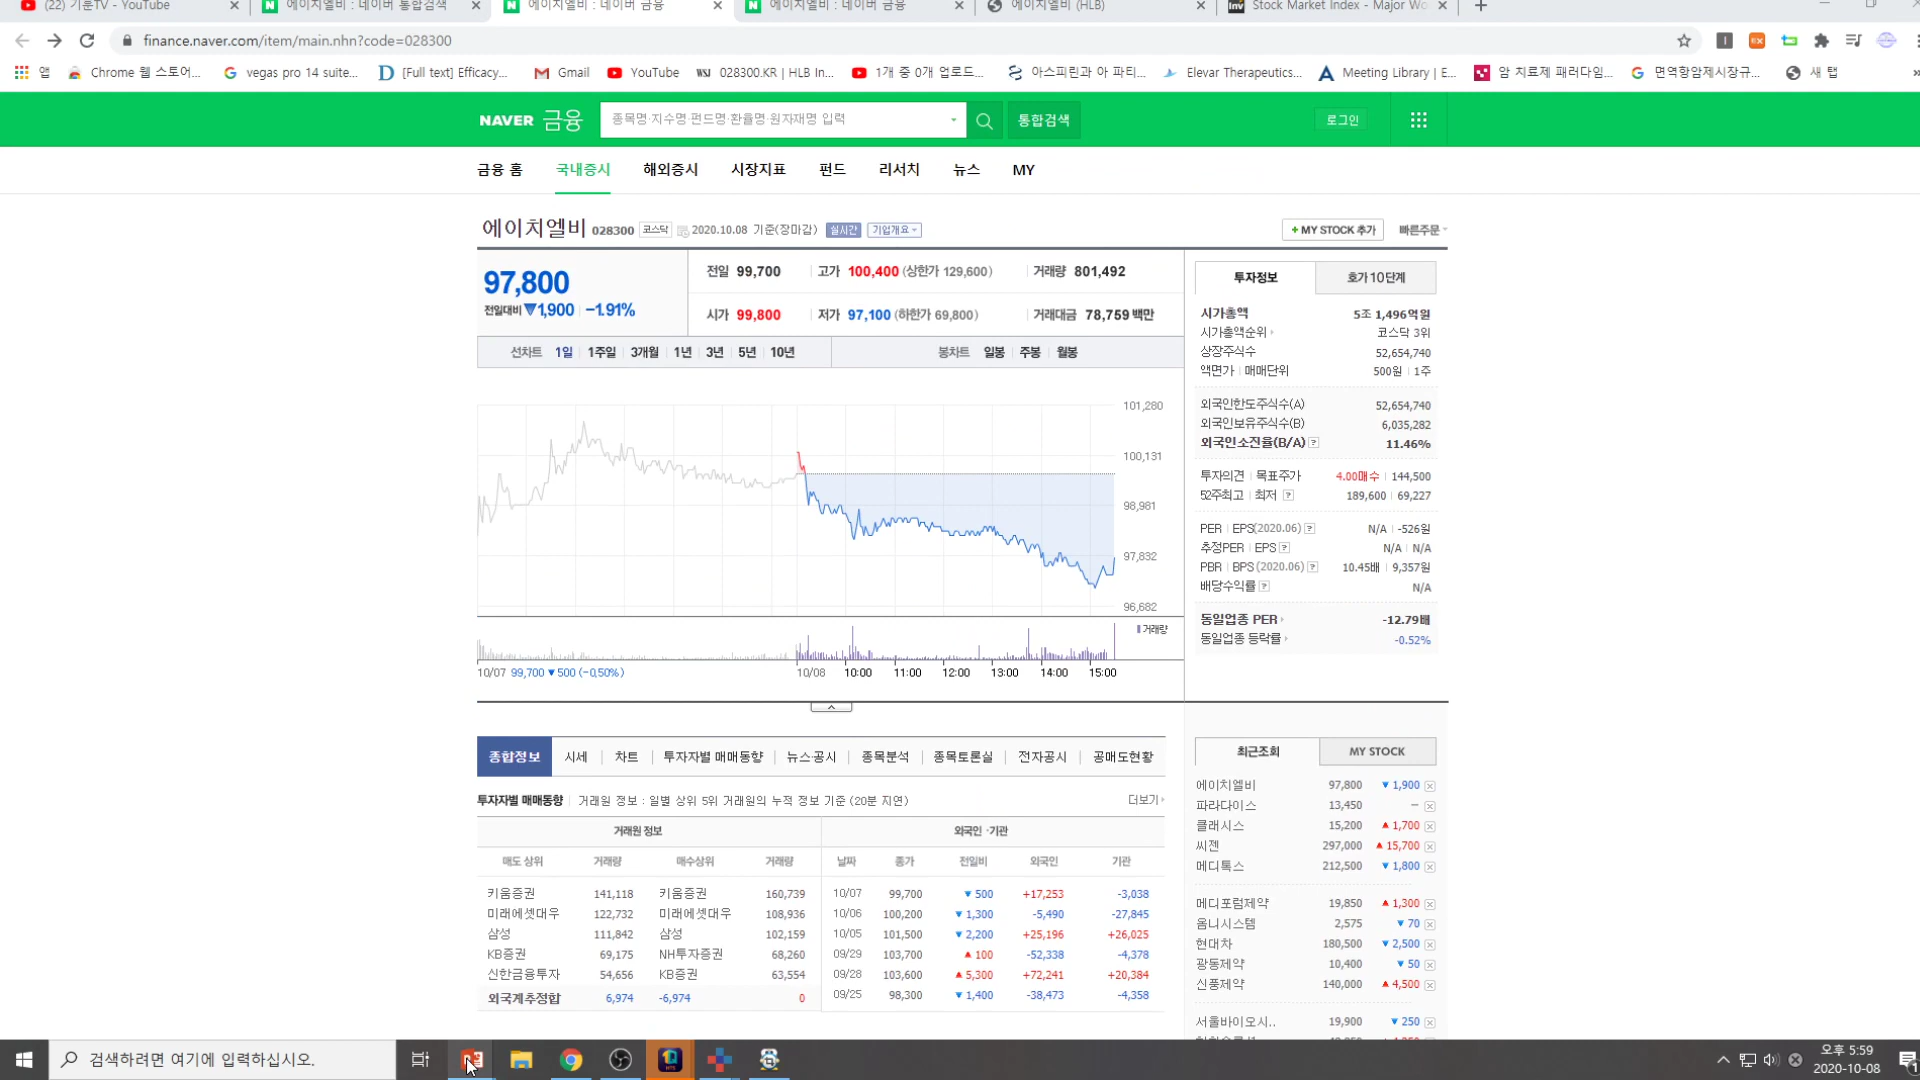 (22) 기룬TV - YouTube
에이치엘비 : 네이버 통합검색
에이치엘비 : 네이버 금융
에이치엘비 : 네이버 금융
에이치엘비 (HLB)
Stock Market Index - Major Wo
finance.naver.com/item/main.nhn?code=028300
앱
Chrome 웹 스토어...
vegas pro 14 suite...
[Full text] Efficacy...
Gmail
YouTube
028300.KR | HLB In...
1개 중 0개 업로드...
아스피린과 아 파티...
Elevar Therapeutics...
Meeting Library | E...
암 치료제 패러다임...
면역항암제시장규...
새 탭
NAVER 금융
종목명·지수명·펀드명·환율명·원자재명 입력
통합검색
로그인
금융 홈
국내증시
해외증시
시장지표
펀드
리서치
뉴스
MY
에이치엘비 028300 코스닥 2020.10.08 기준(장마감) 실시간 기업개요
+ MY STOCK 추가
빠른주문
97,800
전일대비 ▼1,900 | -1.91%
전일 99,700 | 고가 100,400 (상한가 129,600) | 거래량 801,492
시가 99,800 | 저가 97,100 (하한가 69,800) | 거래대금 78,759 백만
선차트 1일 1주일 3개월 1년 3년 5년 10년
봉차트 일봉 주봉 월봉
101,280
100,131
98,981
97,832
96,682
거래량
10/07 99,700 ▼500 (-0,50%)
10/08 10:00 11:00 12:00 13:00 14:00 15:00
투자정보
호가 10단계
시가총액 5조 1,496억원
시가총액순위 코스닥 3위
상장주식수 52,654,740
액면가 | 매매단위 500원 | 1주
외국인한도주식수(A) 52,654,740
외국인보유주식수(B) 6,035,282
외국인소진율(B/A) ? 11.46%
투자의견 | 목표주가 4.00매수 | 144,500
52주최고 | 최저 ? 189,600 | 69,227
PER | EPS(2020.06) ? N/A | -526원
추정PER | EPS ? N/A | N/A
PBR | BPS (2020.06) ? 10.45배 | 9,357원
배당수익률 ? N/A
동일업종 PER -12.79배
동일업종 등락률 -0.52%
종합정보
시세
차트
투자자별 매매동향
뉴스·공시
종목분석
종목토론실
전자공시
공매도현황
투자자별 매매동향 | 거래원 정보 : 일별 상위 5위 거래원의 누적 정보 기준 (20분 지연)
더보기
거래원 정보
매도 상위 거래량 매수상위 거래량
키움증권 141,118 키움증권 160,739
미래에셋대우 122,732 미래에셋대우 108,936
삼성 111,842 삼성 102,159
KB증권 69,175 NH투자증권 68,260
신한금융투자 54,656 KB증권 63,554
외국계추정합 6,974 -6,974 0
외국인 ·기관
날짜 종가 전일비 외국인 기관
10/07 99,700 ▼ 500 +17,253 -3,038
10/06 100,200 ▼ 1,300 -5,490 -27,845
10/05 101,500 ▼ 2,200 +25,196 +26,025
09/29 103,700 ▲ 100 -52,338 -4,378
09/28 103,600 ▲ 5,300 +72,241 +20,384
09/25 98,300 ▼ 1,400 -38,473 -4,358
최근조회
MY STOCK
에이치엘비 97,800 ▼ 1,900
파라다이스 13,450 −
클래시스 15,200 ▲ 1,700
씨젠 297,000 ▲ 15,700
메디톡스 212,500 ▼ 1,800
메디포럼제약 19,850 ▲ 1,300
옴니시스템 2,575 ▼ 70
현대차 180,500 ▼ 2,500
광동제약 10,400 ▼ 50
신풍제약 140,000 ▲ 4,500
서울바이오시.. 19,900 ▼ 250
검색하려면 여기에 입력하십시오.
오후 5:59
2020-10-08